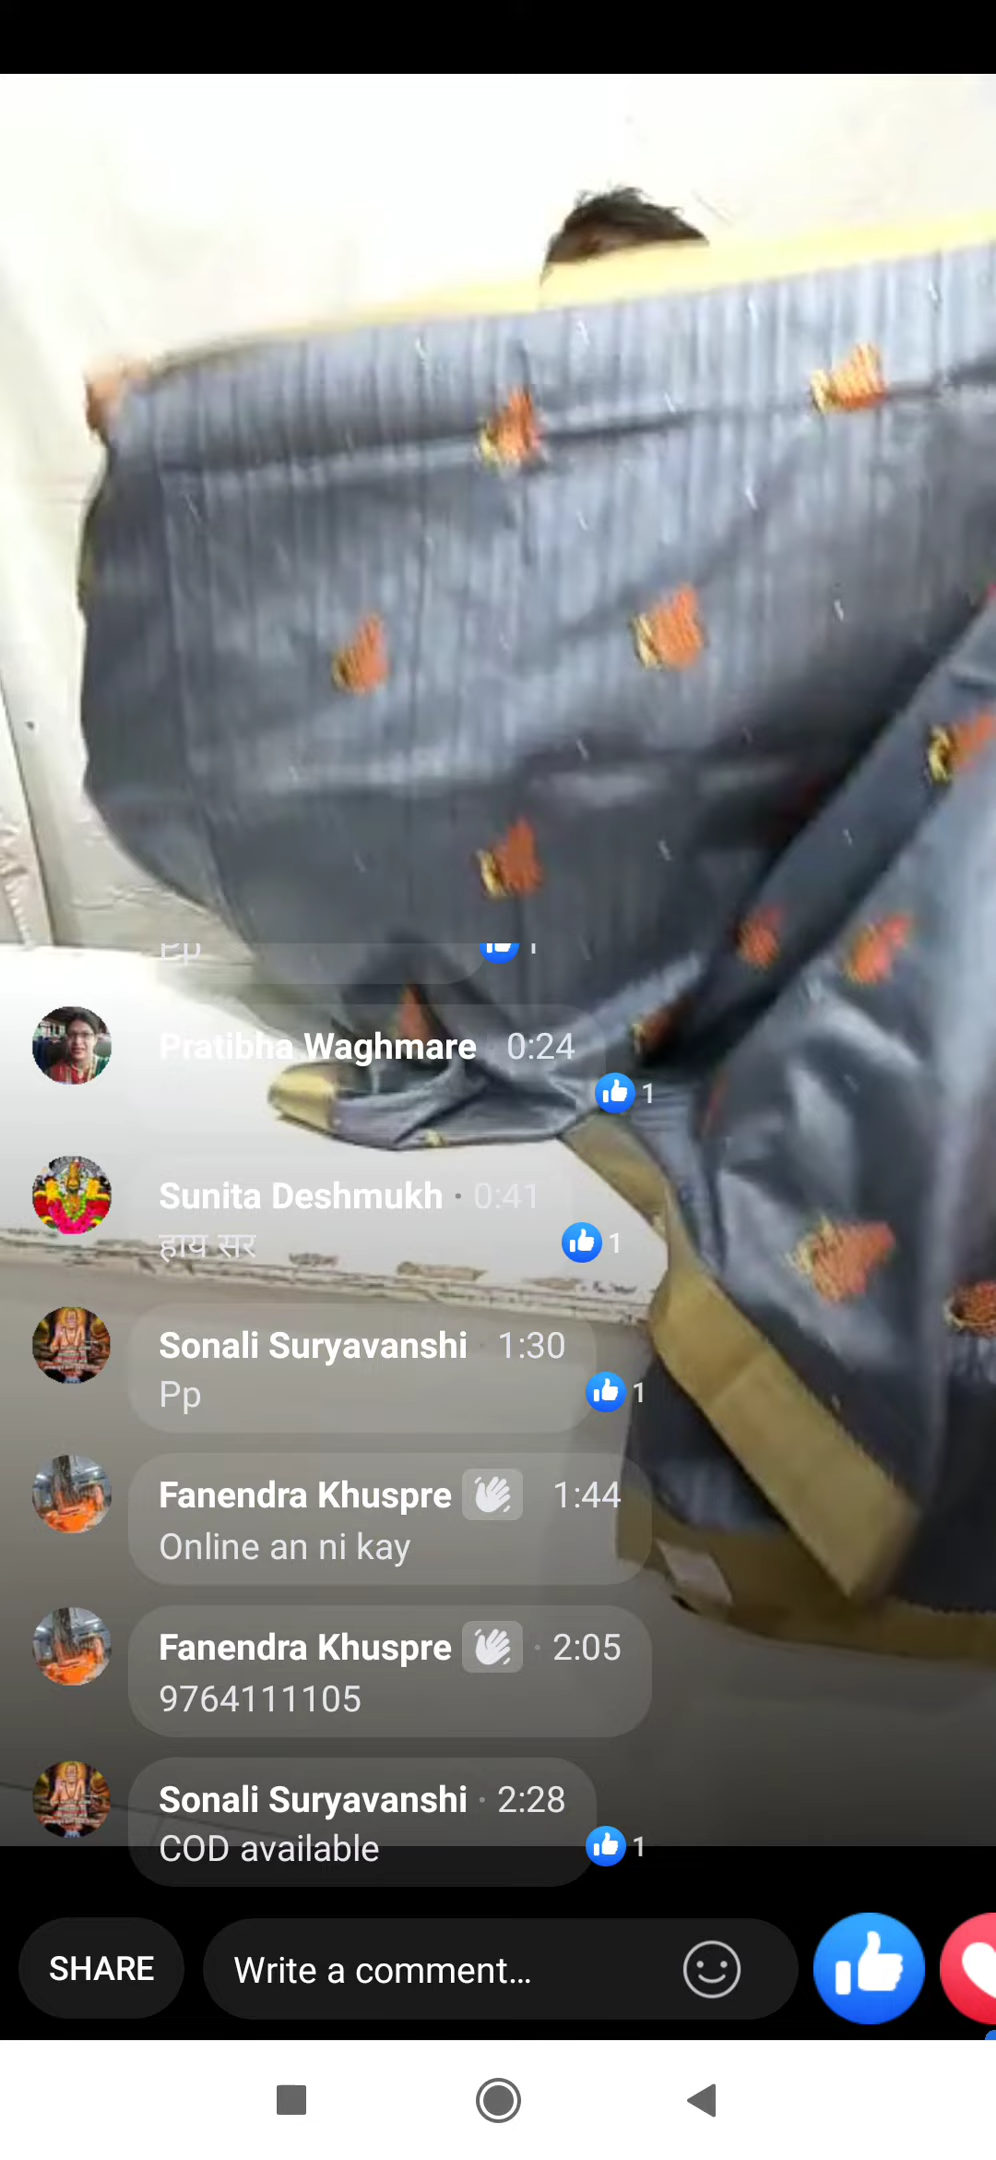 Pp
1
Pratibha Waghmare 0:24
1
Sunita Deshmukh · 0:41
हाय सर
1
Sonali Suryavanshi · 1:30
Pp
1
Fanendra Khuspre 1:44
Online an ni kay
Fanendra Khuspre · 2:05
9764111105
Sonali Suryavanshi · 2:28
COD available
1
SHARE
Write a comment...